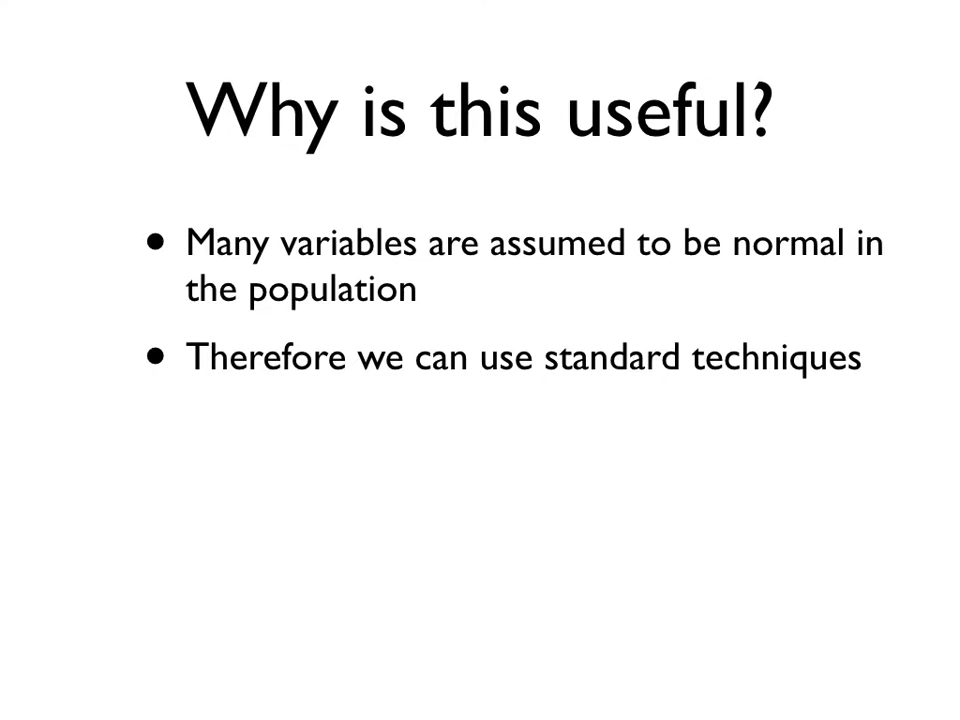 Why is this useful?
• Many variables are assumed to be normal in
the population
• Therefore we can use standard techniques